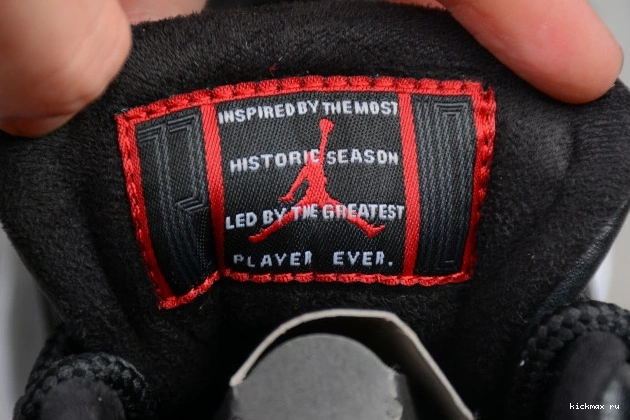 INSPIRED BY THE MOST
HISTORIC SEASON
LED BY THE GREATEST
PLAYER EVER.
kickmax ru